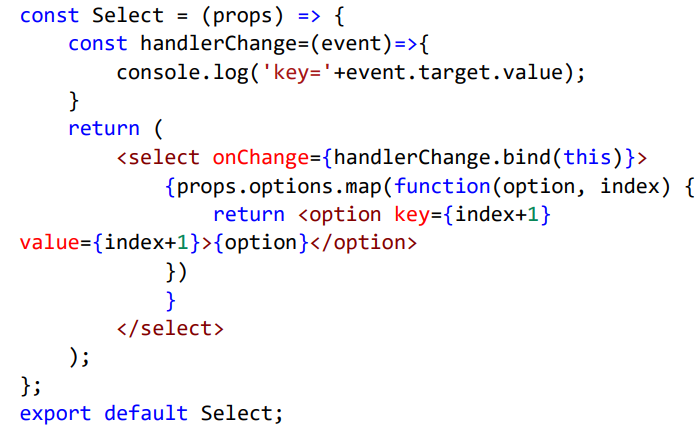 const Select = (props) => {
    const handlerChange=(event)=>{
        console.log('key='+event.target.value);
    }
    return (
        <select onChange={handlerChange.bind(this)}>
            {props.options.map(function(option, index) {
                return <option key={index+1}
value={index+1}>{option}</option>
            })
            }
        </select>
    );
};
export default Select;